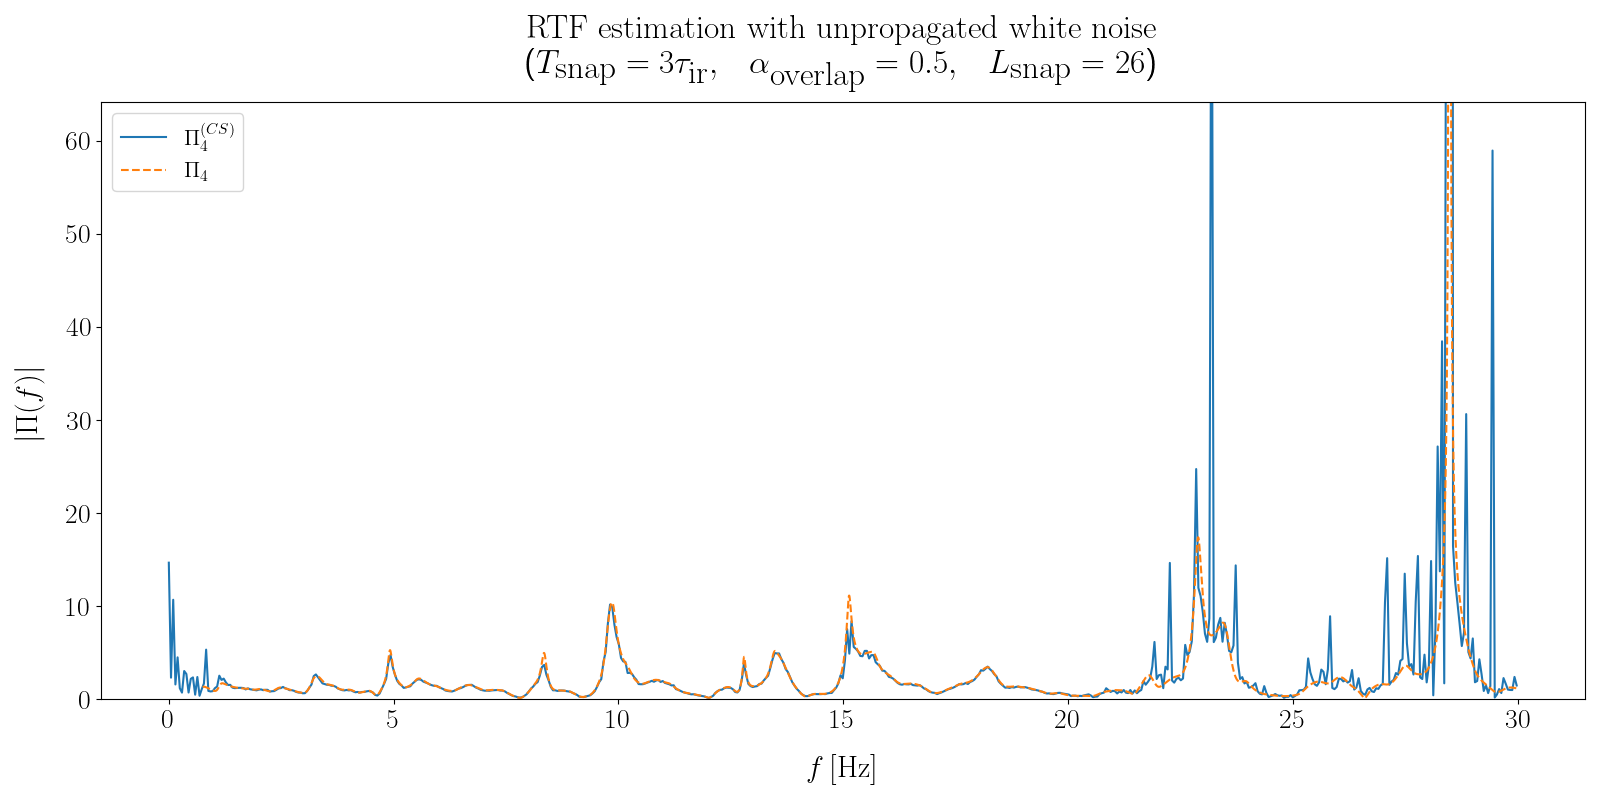 RTF estimation with unpropagated white noise
(T_snap = 3τ_ir, α_overlap = 0.5, L_snap = 26)
Π_4^(CS)
Π_4
60
50
40
30
20
10
0
|Π(f)|
0 5 10 15 20 25 30
f [Hz]